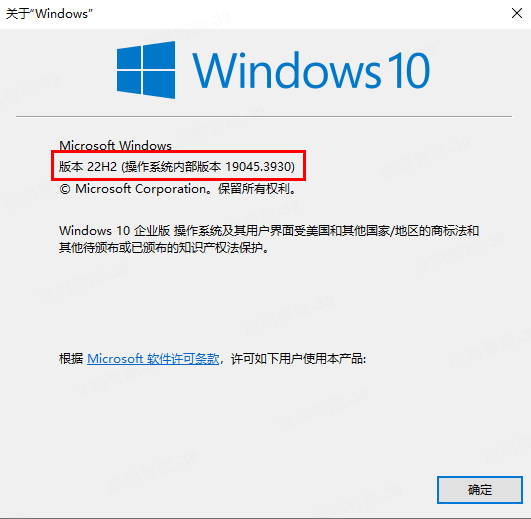 关于“Windows”
Windows 10
Microsoft Windows
版本 22H2 (操作系统内部版本 19045.3930)
© Microsoft Corporation。保留所有权利。
Windows 10 企业版 操作系统及其用户界面受美国和其他国家/地区的商标法和
其他待颁布或已颁布的知识产权法保护。
根据 Microsoft 软件许可条款，许可如下用户使用本产品:
确定